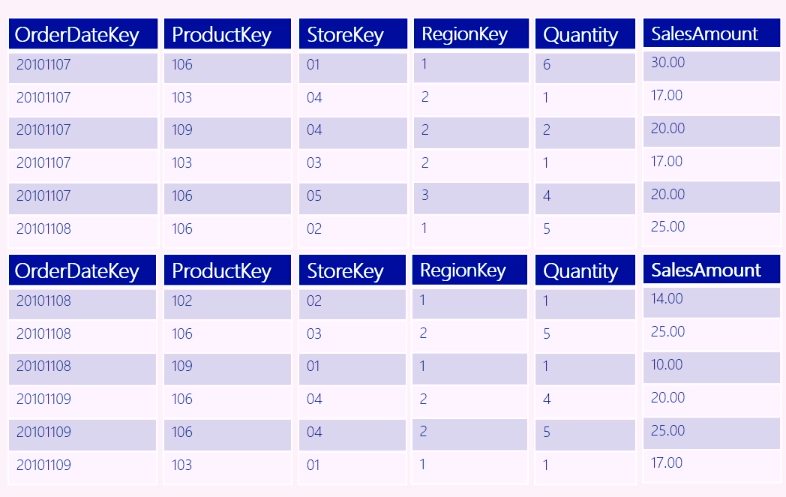 OrderDateKey ProductKey StoreKey RegionKey Quantity SalesAmount
20101107 106 01 1 6 30.00
20101107 103 04 2 1 17.00
20101107 109 04 2 2 20.00
20101107 103 03 2 1 17.00
20101107 106 05 3 4 20.00
20101108 106 02 1 5 25.00
OrderDateKey ProductKey StoreKey RegionKey Quantity SalesAmount
20101108 102 02 1 1 14.00
20101108 106 03 2 5 25.00
20101108 109 01 1 1 10.00
20101109 106 04 2 4 20.00
20101109 106 04 2 5 25.00
20101109 103 01 1 1 17.00